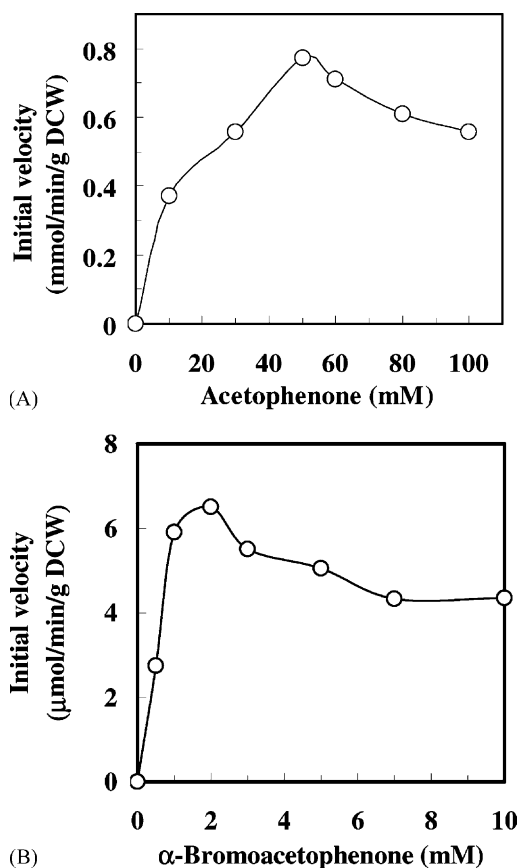 0.8
0.6
0.4
0.2
0
Initial velocity
(mmol/min/g DCW)
0 20 40 60 80 100
(A) Acetophenone (mM)
8
6
4
2
0
Initial velocity
(μmol/min/g DCW)
0 2 4 6 8 10
(B) α-Bromoacetophenone (mM)